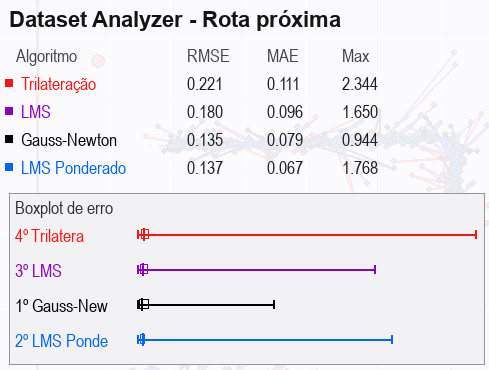 Dataset Analyzer - Rota próxima
Algoritmo RMSE MAE Max
Trilateração 0.221 0.111 2.344
LMS 0.180 0.096 1.650
Gauss-Newton 0.135 0.079 0.944
LMS Ponderado 0.137 0.067 1.768
Boxplot de erro
4º Trilatera
3º LMS
1º Gauss-New
2º LMS Ponde